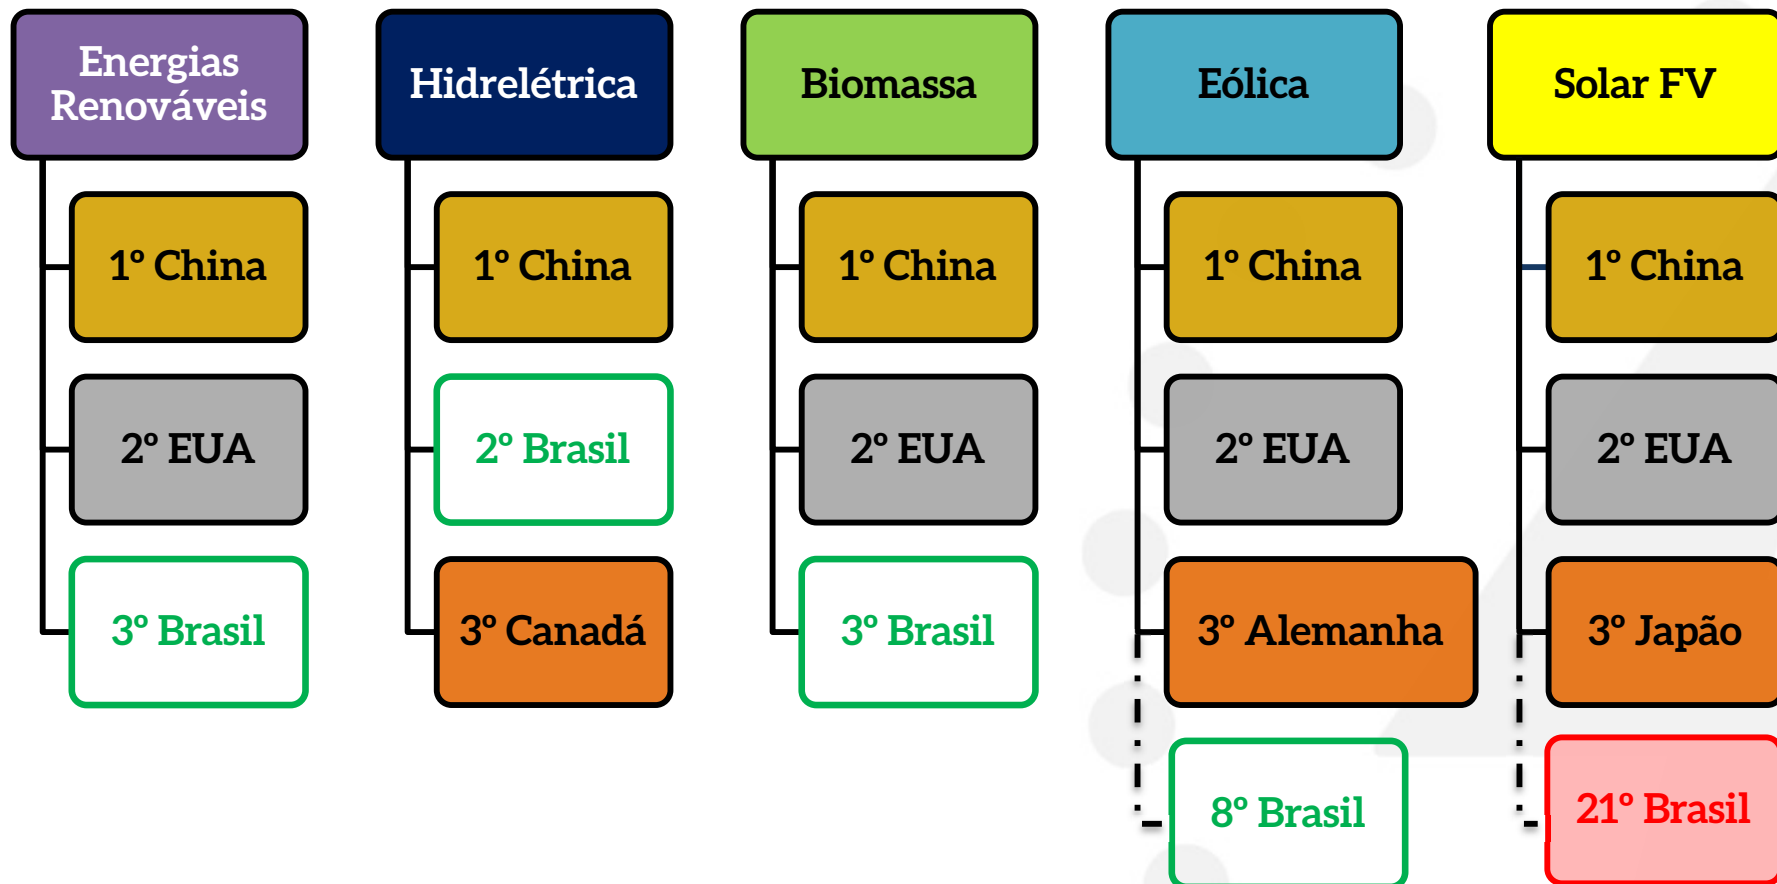 Energias
Renováveis
1º China
2º EUA
3º Brasil
Hidrelétrica
1º China
2º Brasil
3º Canadá
Biomassa
1º China
2º EUA
3º Brasil
Eólica
1º China
2º EUA
3º Alemanha
8º Brasil
Solar FV
1º China
2º EUA
3º Japão
21º Brasil